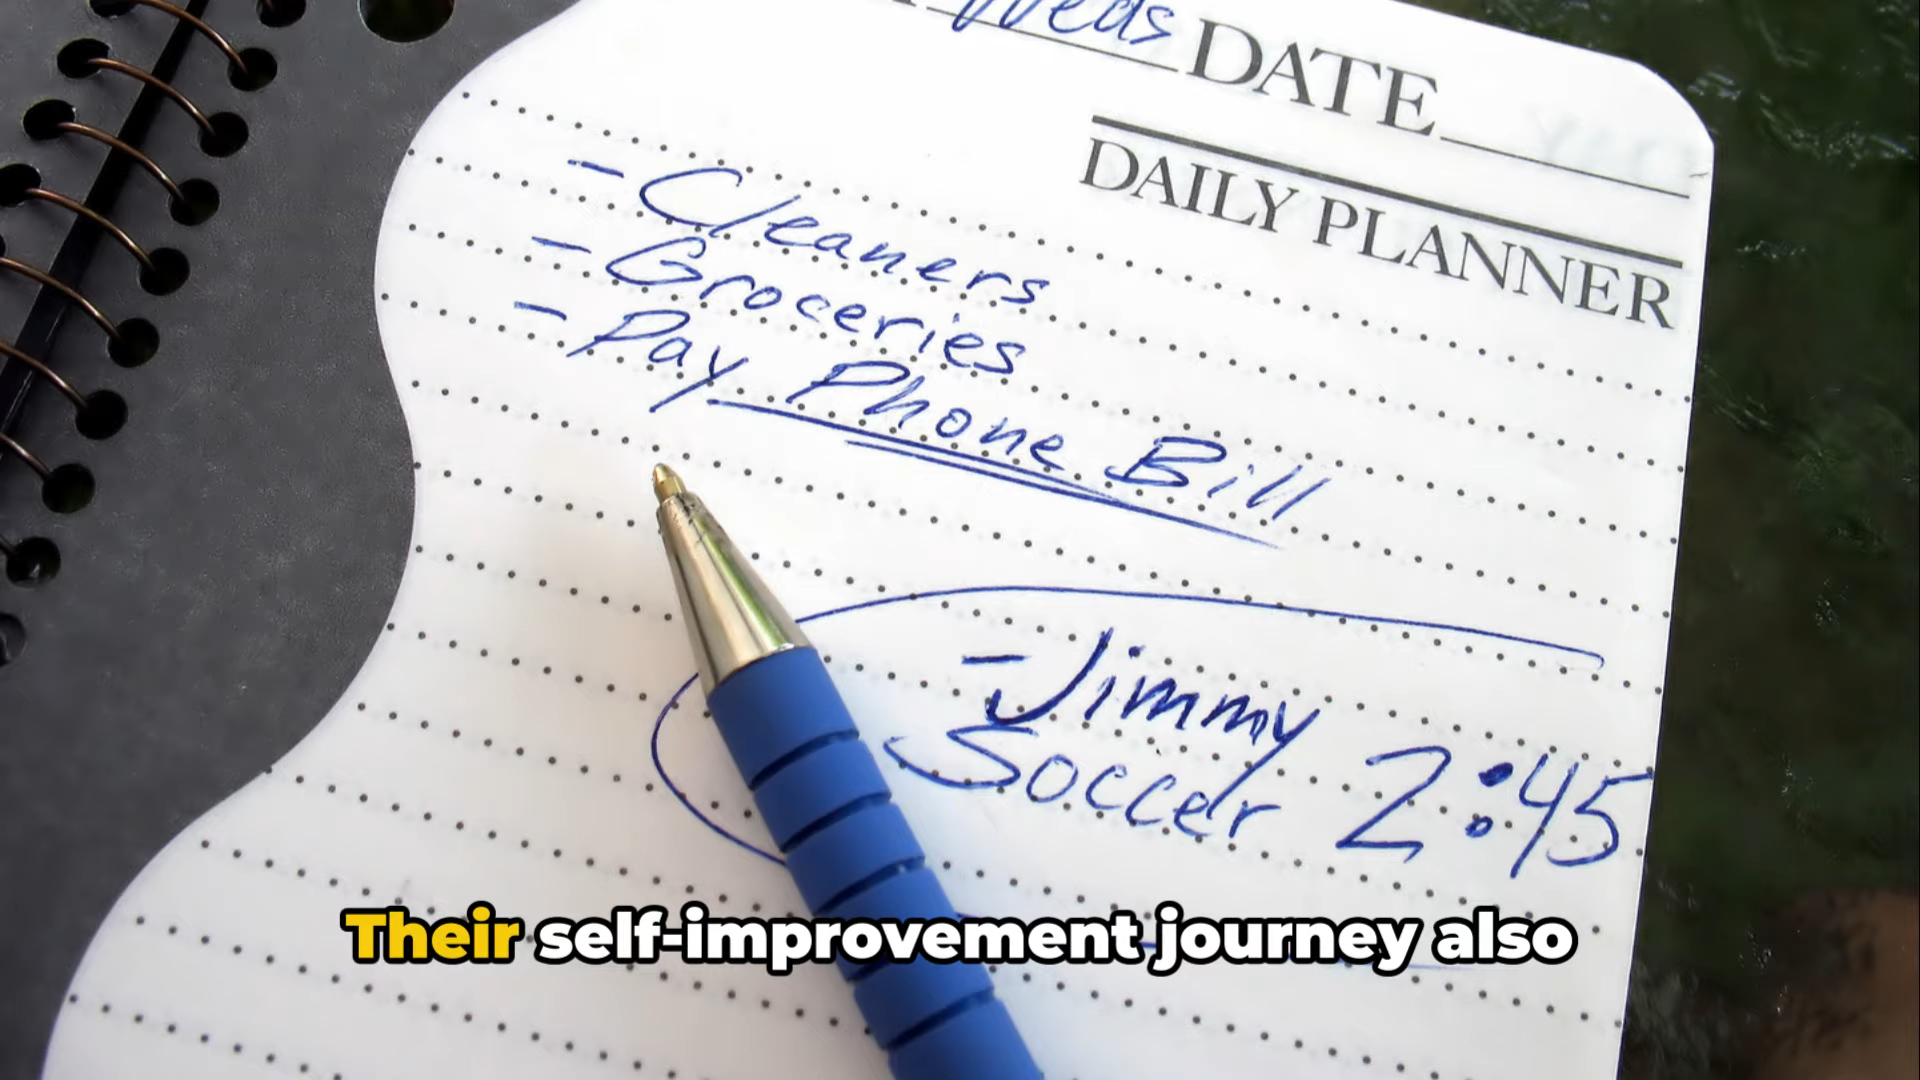 Weds DATE
DAILY PLANNER
- Cleaners
- Groceries
- Pay Phone Bill
- Jimmy
Soccer 2:45
Their self-improvement journey also